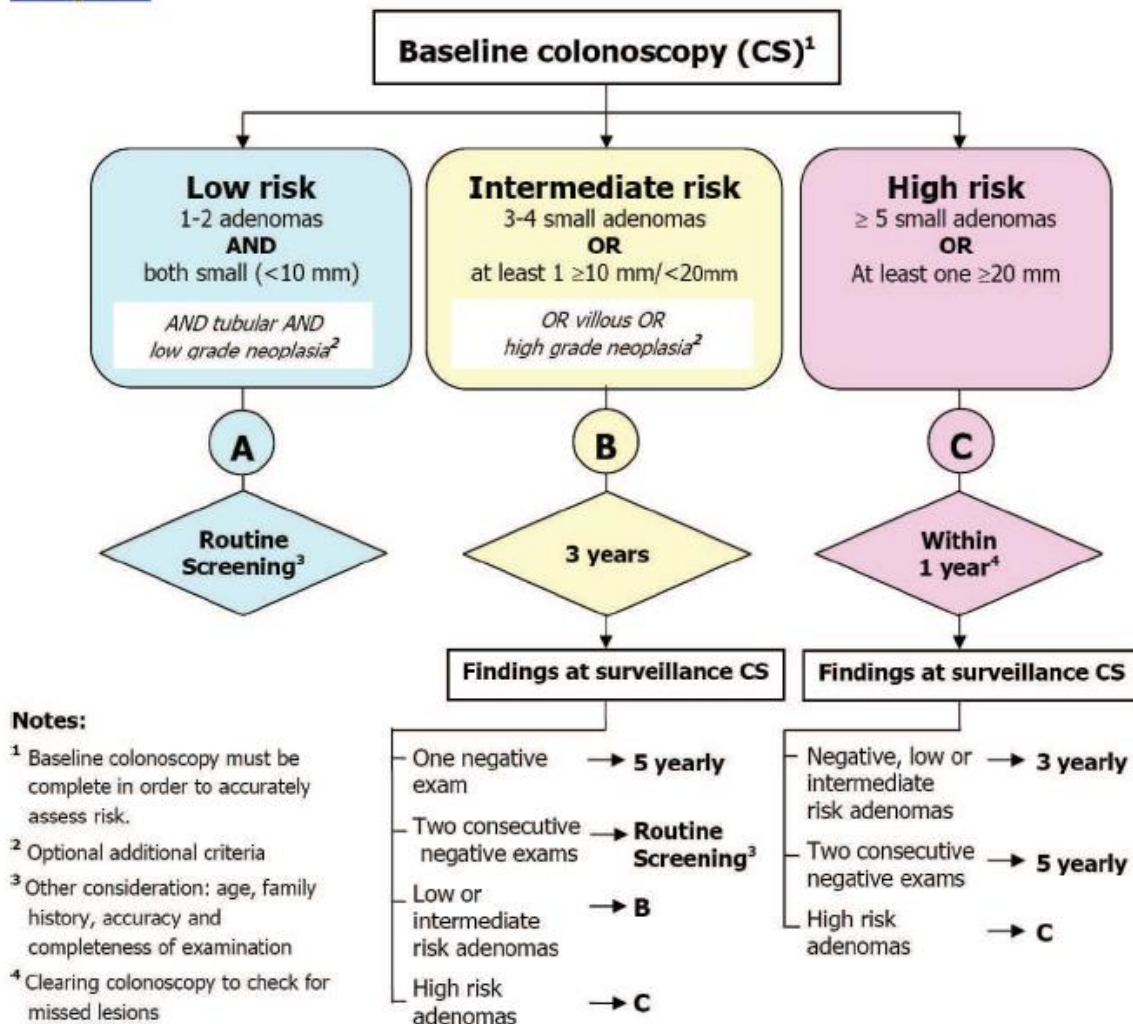 Baseline colonoscopy (CS)¹
Low risk
1-2 adenomas
AND
both small (<10 mm)
AND tubular AND
low grade neoplasia²
Intermediate risk
3-4 small adenomas
OR
at least 1 ≥10 mm/<20mm
OR villous OR
high grade neoplasia²
High risk
≥ 5 small adenomas
OR
At least one ≥20 mm
A
B
C
Routine
Screening³
3 years
Within
1 year⁴
Findings at surveillance CS
One negative
exam
5 yearly
Two consecutive
negative exams
Routine
Screening³
Low or
intermediate
risk adenomas
B
High risk
adenomas
C
Findings at surveillance CS
Negative, low or
intermediate
risk adenomas
3 yearly
Two consecutive
negative exams
5 yearly
High risk
adenomas
C
Notes:
¹ Baseline colonoscopy must be
complete in order to accurately
assess risk.
² Optional additional criteria
³ Other consideration: age, family
history, accuracy and
completeness of examination
⁴ Clearing colonoscopy to check for
missed lesions